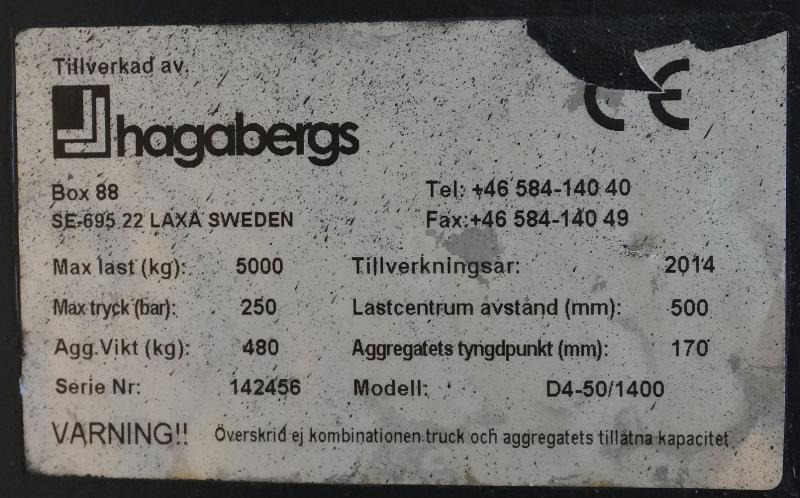 Tillverkad av.
CE
hagabergs
Box 88 Tel: +46 584-140 40
SE-695 22 LAXÅ SWEDEN Fax:+46 584-140 49
Max last (kg): 5000 Tillverkningsår: 2014
Max tryck (bar): 250 Lastcentrum avstånd (mm): 500
Agg.Vikt (kg): 480 Aggregatets tyngdpunkt (mm): 170
Serie Nr: 142456 Modell: D4-50/1400
VARNING!! Överskrid ej kombinationen truck och aggregatets tillåtna kapacitet